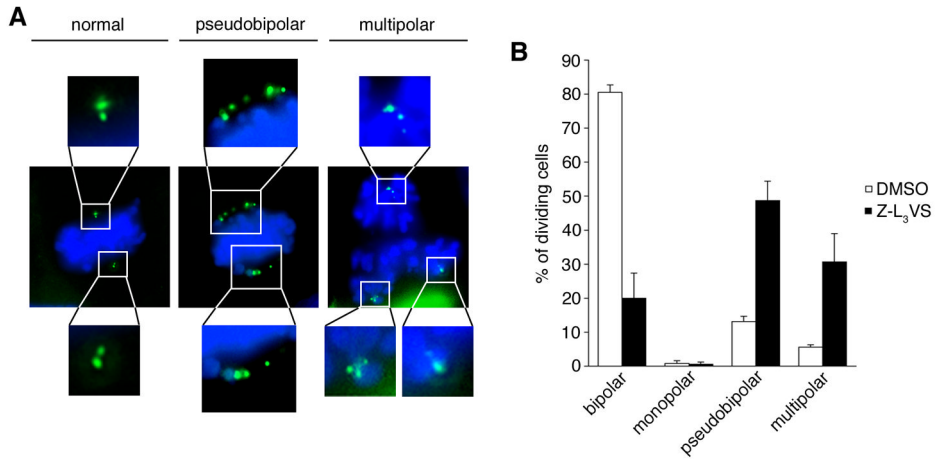 A
normal
pseudobipolar
multipolar
B
% of dividing cells
90
80
70
60
50
40
30
20
10
0
bipolar
monopolar
pseudobipolar
multipolar
DMSO
Z-L₃VS